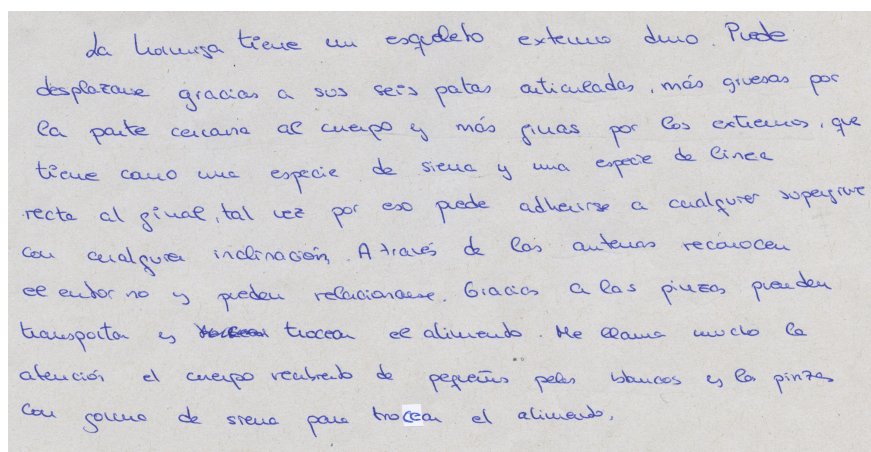 La hormiga tiene un esqueleto externo duro. Puede
desplazarse gracias a sus seis patas articuladas, más gruesas por
la parte cercana al cuerpo y más finas por los extremos, que
tiene como una especie de sierra y una especie de linea
recta al final, tal vez por eso puede adherirse a cualquier superficie
con cualquier inclinación. A través de las antenas reconocen
el entorno y pueden relacionarse. Gracias a las pinzas pueden
transportar y trocear el alimento. Me llama mucho la
atención el cuerpo recubierto de pequeños pelos blancos y la pinzas
con forma de sierra para trocear el alimento.